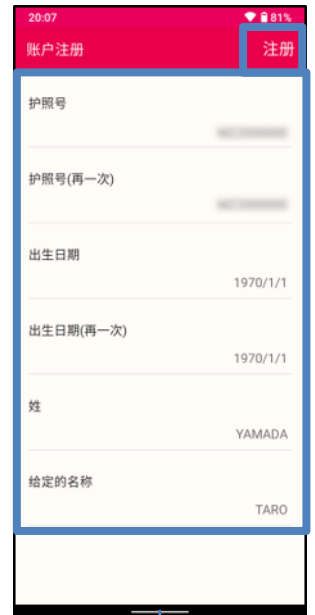 20:07 81%
账户注册 注册
护照号
护照号(再一次)
出生日期
1970/1/1
出生日期(再一次)
1970/1/1
姓
YAMADA
给定的名称
TARO